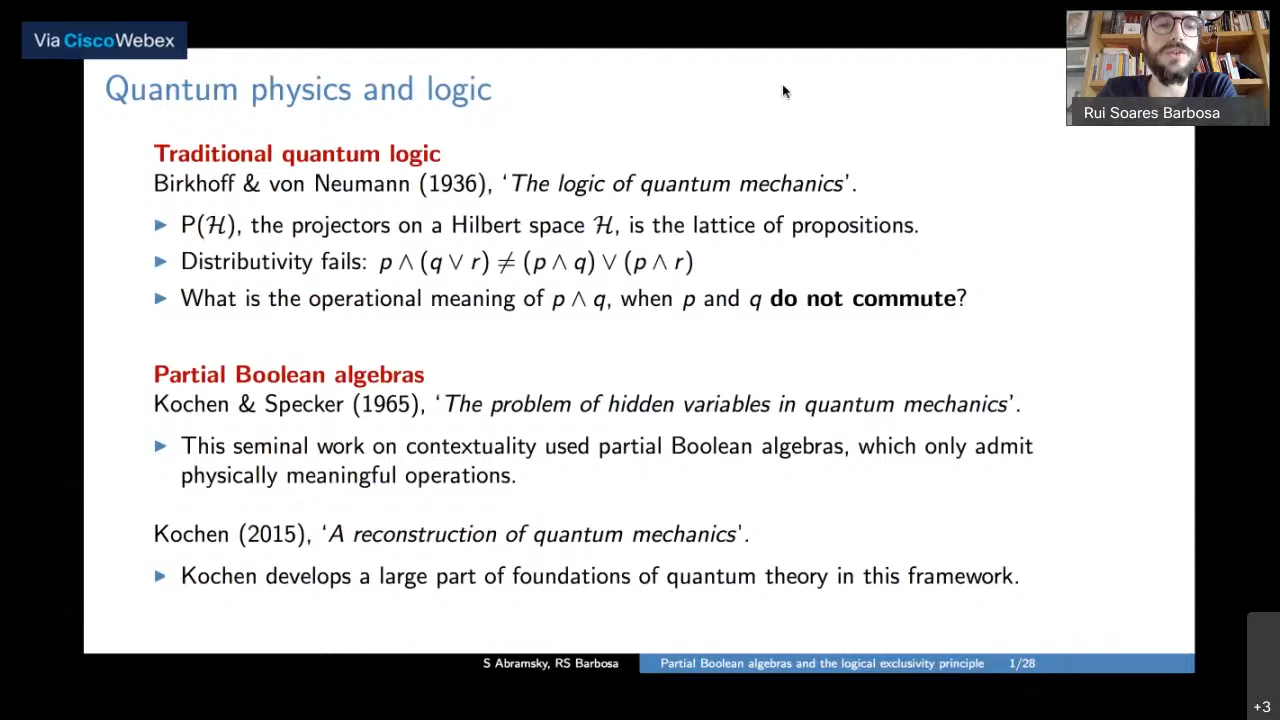 Via Cisco Webex
Quantum physics and logic
Rui Soares Barbosa
Traditional quantum logic
Birkhoff & von Neumann (1936), ‘The logic of quantum mechanics’.
▶ P(ℋ), the projectors on a Hilbert space ℋ, is the lattice of propositions.
▶ Distributivity fails: p ∧ (q ∨ r) ≠ (p ∧ q) ∨ (p ∧ r)
▶ What is the operational meaning of p ∧ q, when p and q do not commute?
Partial Boolean algebras
Kochen & Specker (1965), ‘The problem of hidden variables in quantum mechanics’.
▶ This seminal work on contextuality used partial Boolean algebras, which only admit
physically meaningful operations.
Kochen (2015), ‘A reconstruction of quantum mechanics’.
▶ Kochen develops a large part of foundations of quantum theory in this framework.
S Abramsky, RS Barbosa
Partial Boolean algebras and the logical exclusivity principle 1/28
+3